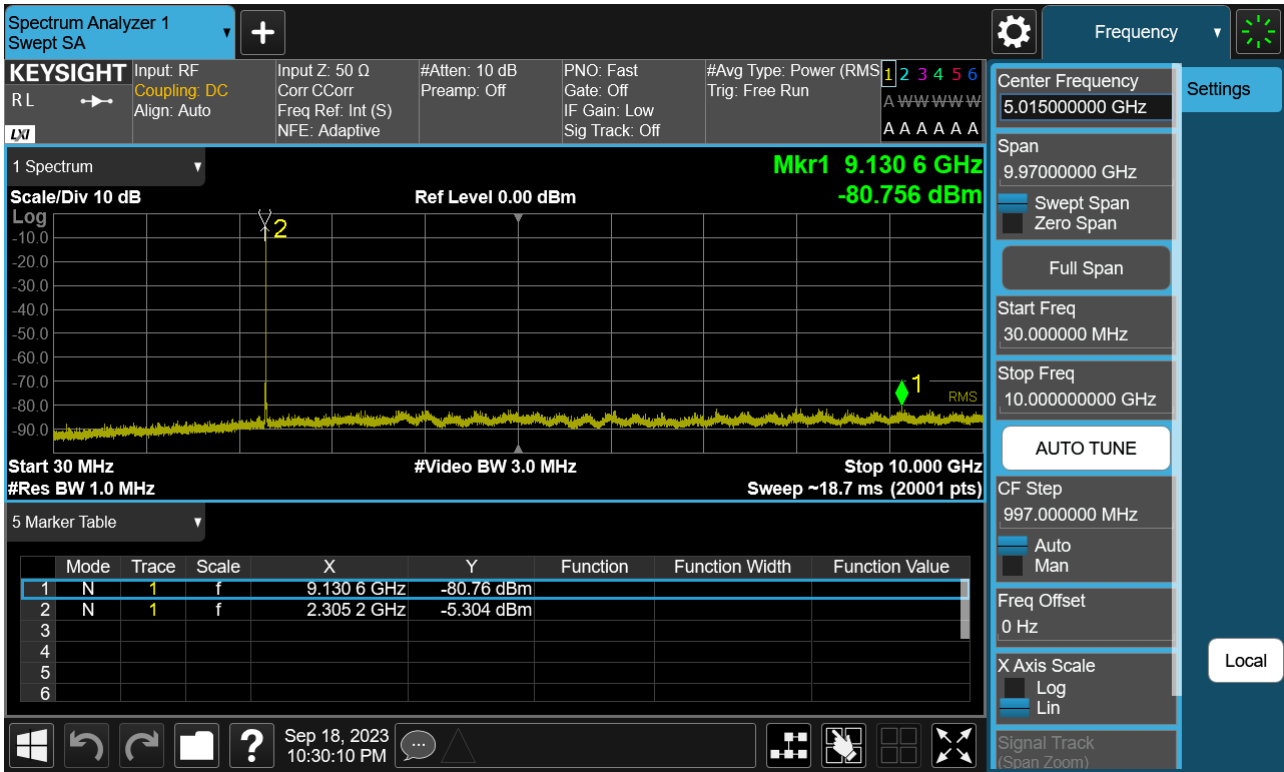 Spectrum Analyzer 1
Swept SA
+
Frequency
KEYSIGHT
R L
LXI
Input: RF
Coupling: DC
Align: Auto
Input Z: 50 Ω
Corr CCorr
Freq Ref: Int (S)
NFE: Adaptive
#Atten: 10 dB
Preamp: Off
PNO: Fast
Gate: Off
IF Gain: Low
Sig Track: Off
#Avg Type: Power (RMS
Trig: Free Run
1 2 3 4 5 6
A W W W W W
A A A A A A
1 Spectrum
Mkr1 9.130 6 GHz
-80.756 dBm
Scale/Div 10 dB
Ref Level 0.00 dBm
Log
-10.0
-20.0
-30.0
-40.0
-50.0
-60.0
-70.0
-80.0
-90.0
2
1
RMS
Start 30 MHz
#Video BW 3.0 MHz
Stop 10.000 GHz
#Res BW 1.0 MHz
Sweep ~18.7 ms (20001 pts)
5 Marker Table
Mode Trace Scale X Y Function Function Width Function Value
1 N 1 f 9.130 6 GHz -80.76 dBm
2 N 1 f 2.305 2 GHz -5.304 dBm
3
4
5
6
Center Frequency
5.015000000 GHz
Settings
Span
9.97000000 GHz
Swept Span
Zero Span
Full Span
Start Freq
30.000000 MHz
Stop Freq
10.000000000 GHz
AUTO TUNE
CF Step
997.000000 MHz
Auto
Man
Freq Offset
0 Hz
X Axis Scale
Log
Lin
Signal Track
(Span Zoom)
Local
?
Sep 18, 2023
10:30:10 PM